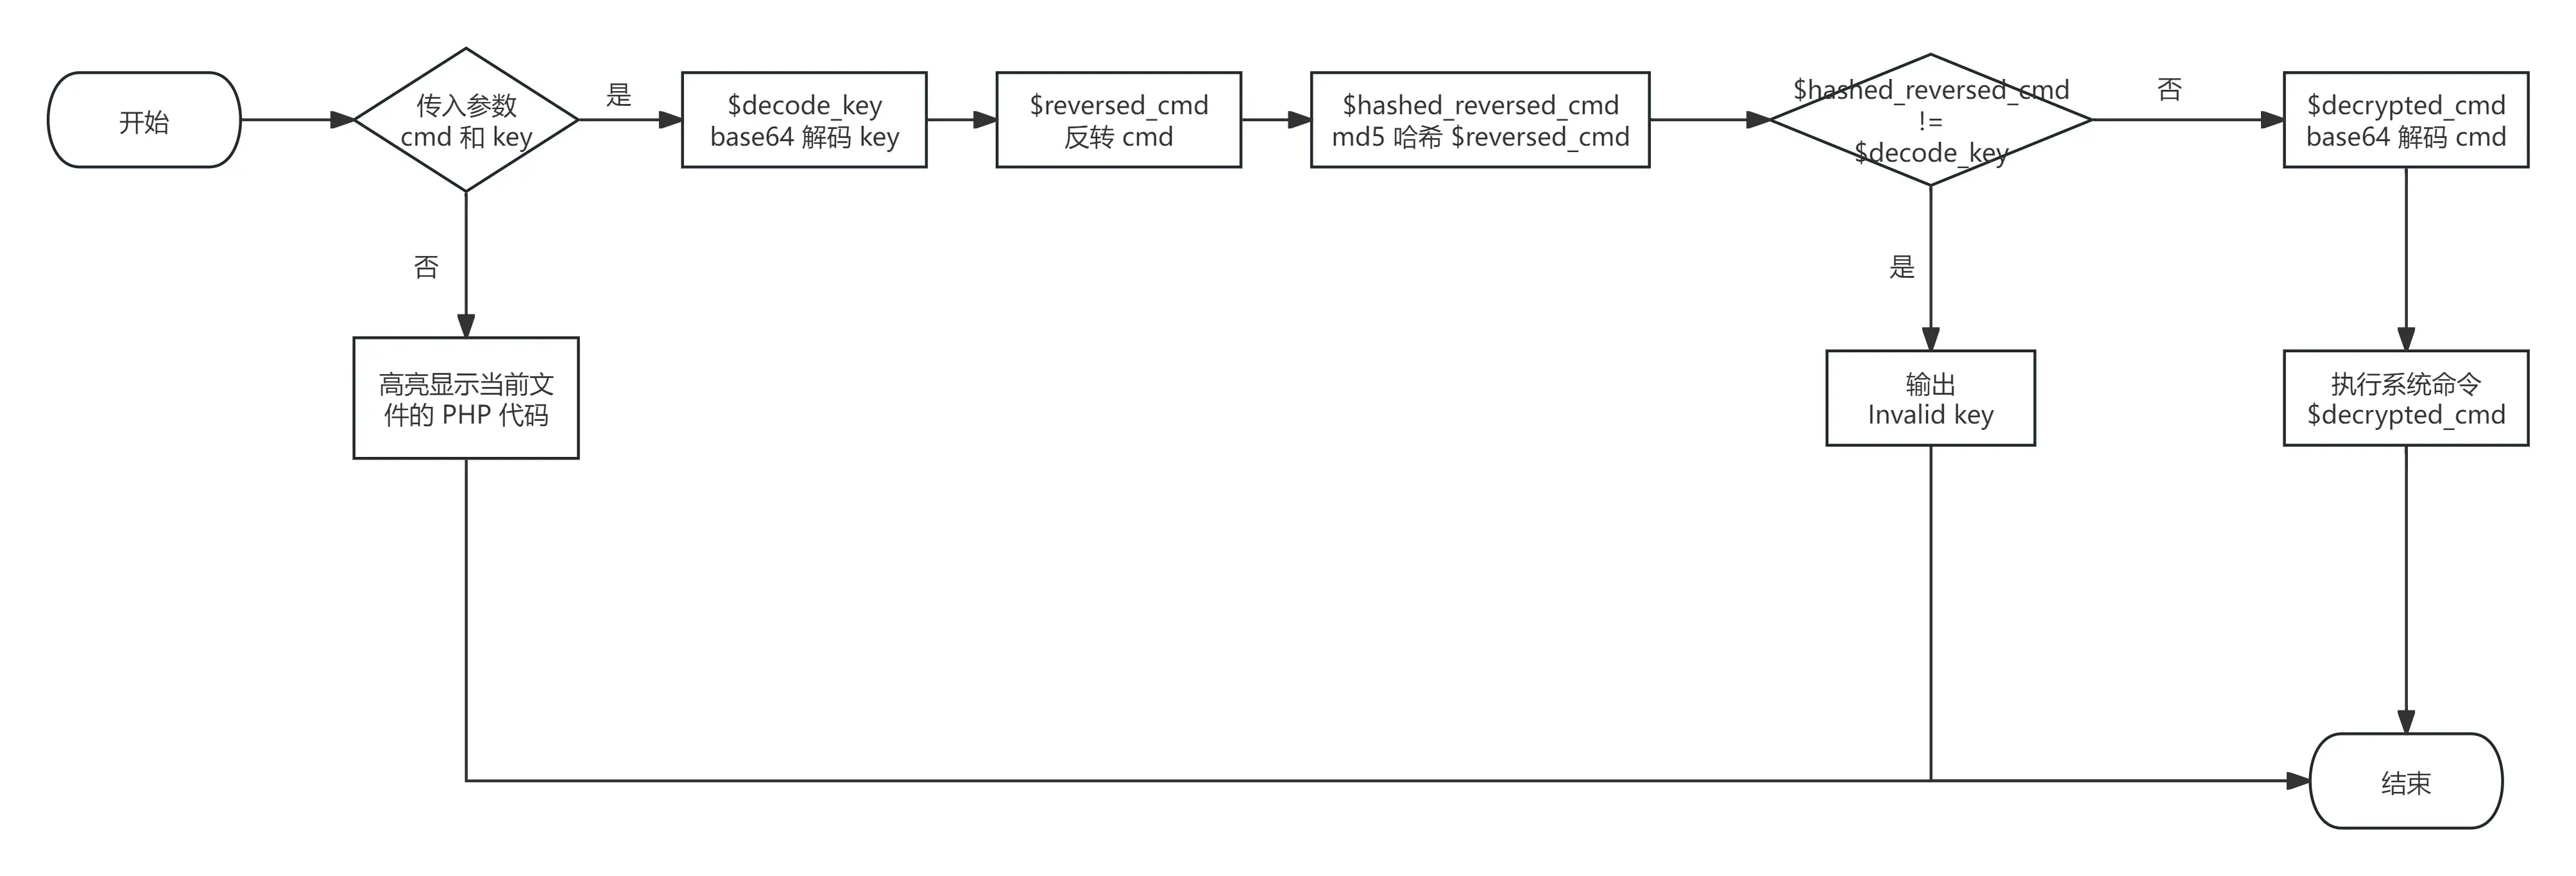 开始
传入参数
cmd 和 key
是
$decode_key
base64 解码 key
$reversed_cmd
反转 cmd
$hashed_reversed_cmd
md5 哈希 $reversed_cmd
$hashed_reversed_cmd
!=
$decode_key
否
$decrypted_cmd
base64 解码 cmd
否
是
高亮显示当前文
件的 PHP 代码
输出
Invalid key
执行系统命令
$decrypted_cmd
结束